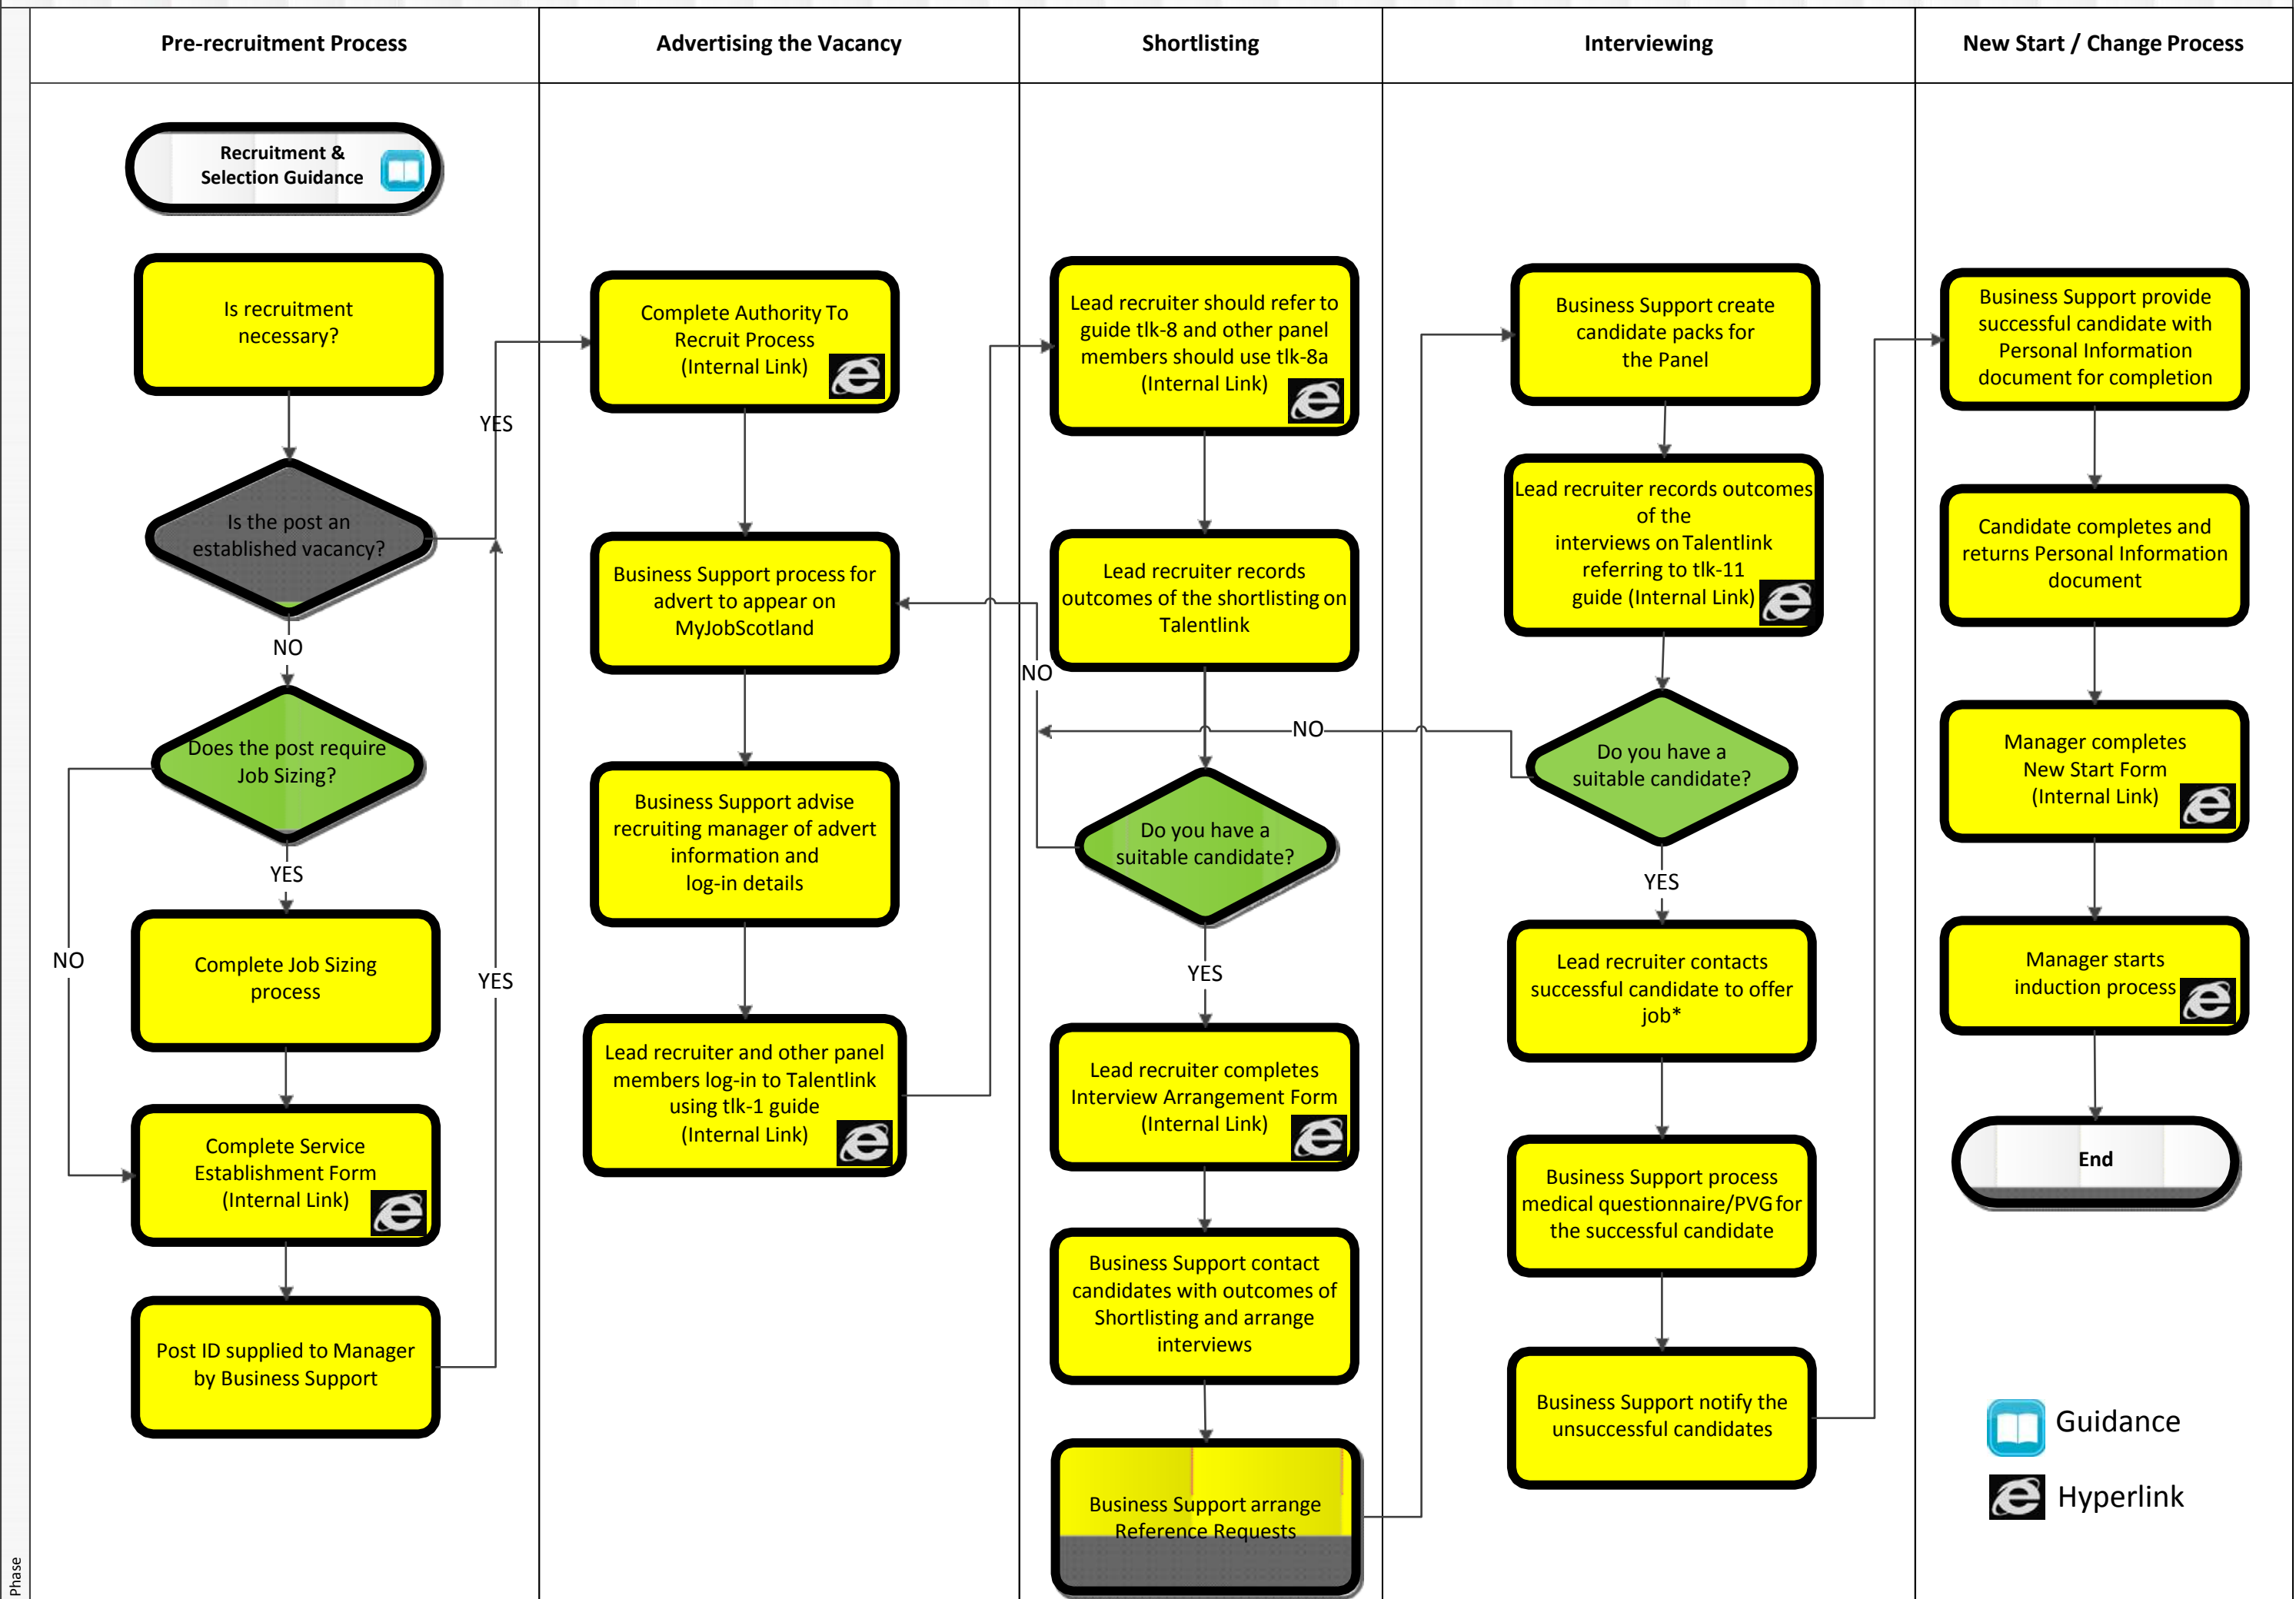 Pre-recruitment Process
Advertising the Vacancy
Shortlisting
Interviewing
New Start / Change Process
Recruitment &
Selection Guidance
Is recruitment
necessary?
YES
Is the post an
established vacancy?
NO
Does the post require
Job Sizing?
YES
NO
Complete Job Sizing
process
YES
Complete Service
Establishment Form
(Internal Link)
Post ID supplied to Manager
by Business Support
Complete Authority To
Recruit Process
(Internal Link)
Business Support process for
advert to appear on
MyJobScotland
Business Support advise
recruiting manager of advert
information and
log-in details
Lead recruiter and other panel
members log-in to Talentlink
using tlk-1 guide
(Internal Link)
Lead recruiter should refer to
guide tlk-8 and other panel
members should use tlk-8a
(Internal Link)
Lead recruiter records
outcomes of the shortlisting on
Talentlink
NO
Do you have a
suitable candidate?
YES
Lead recruiter completes
Interview Arrangement Form
(Internal Link)
Business Support contact
candidates with outcomes of
Shortlisting and arrange
interviews
Business Support arrange
Reference Requests
Business Support create
candidate packs for
the Panel
Lead recruiter records outcomes
of the
interviews on Talentlink
referring to tlk-11
guide (Internal Link)
NO
Do you have a
suitable candidate?
YES
Lead recruiter contacts
successful candidate to offer
job*
Business Support process
medical questionnaire/PVG for
the successful candidate
Business Support notify the
unsuccessful candidates
Business Support provide
successful candidate with
Personal Information
document for completion
Candidate completes and
returns Personal Information
document
Manager completes
New Start Form
(Internal Link)
Manager starts
induction process
End
Guidance
Hyperlink
Phase